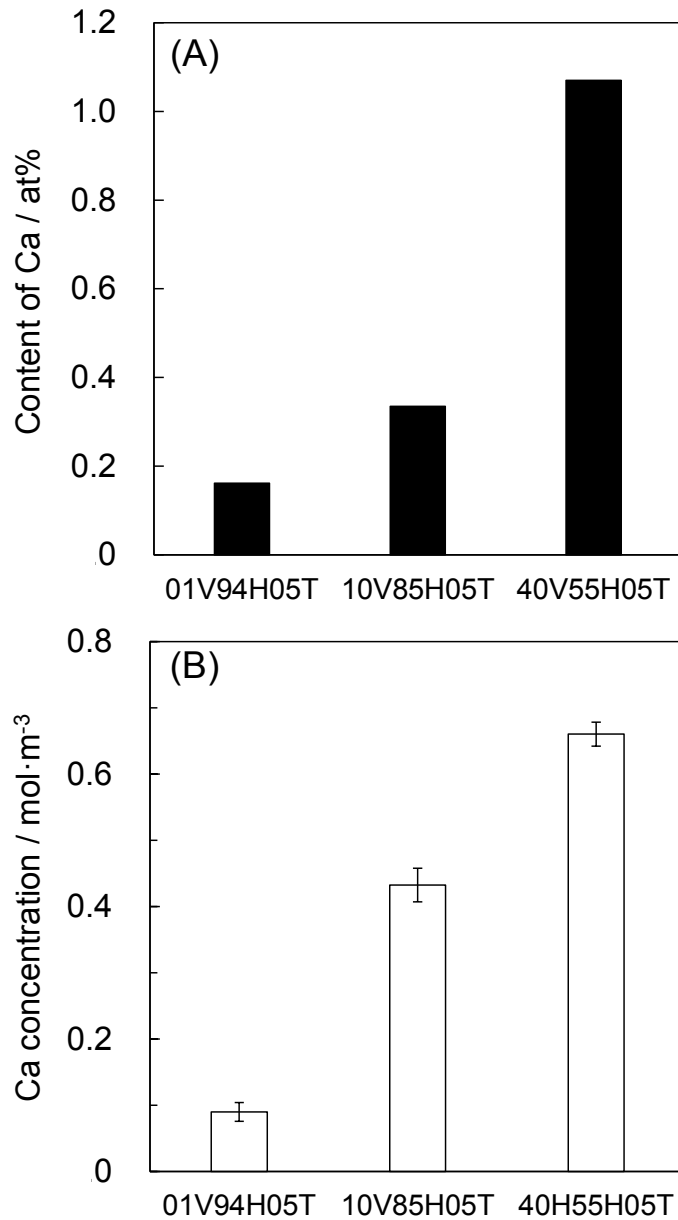 (A)
Content of Ca / at%
1.2
1.0
0.8
0.6
0.4
0.2
0
01V94H05T 10V85H05T 40V55H05T
(B)
Ca concentration / mol·m⁻³
0.8
0.6
0.4
0.2
0
01V94H05T 10V85H05T 40H55H05T